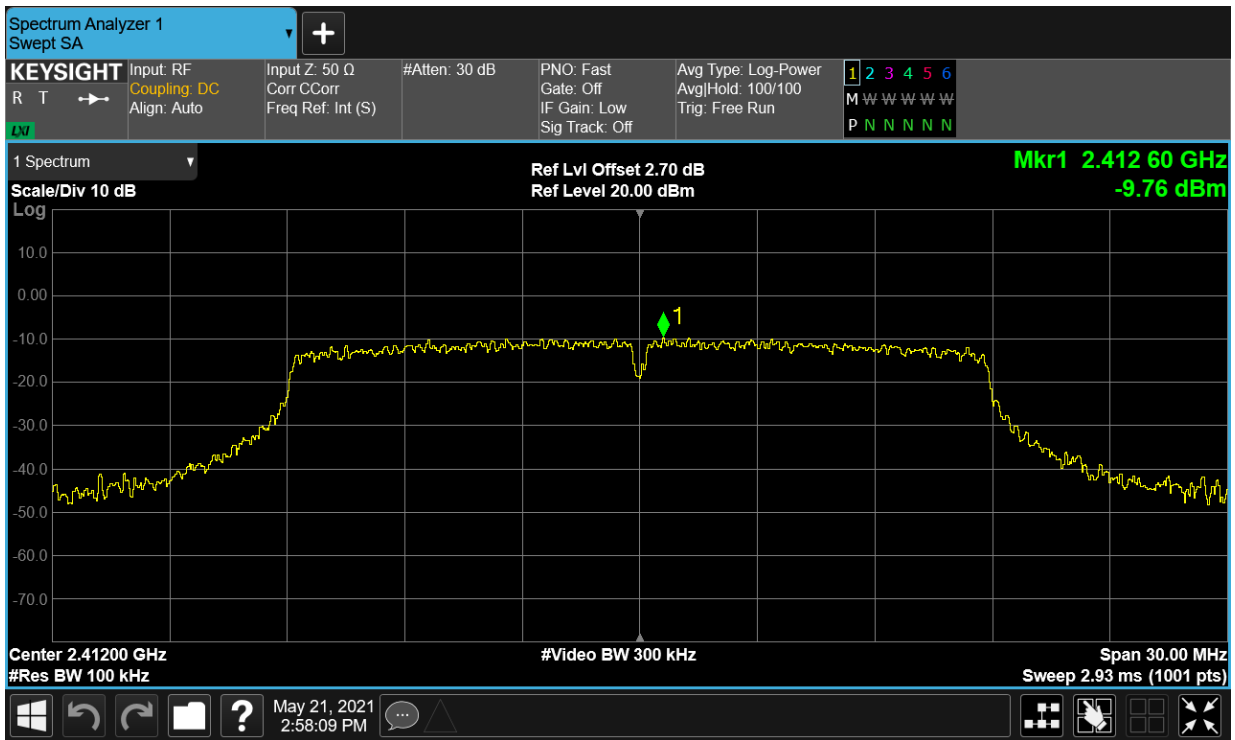 Spectrum Analyzer 1
Swept SA
+
KEYSIGHT
R T
LXI
Input: RF
Coupling: DC
Align: Auto
Input Z: 50 Ω
Corr CCorr
Freq Ref: Int (S)
#Atten: 30 dB
PNO: Fast
Gate: Off
IF Gain: Low
Sig Track: Off
Avg Type: Log-Power
Avg|Hold: 100/100
Trig: Free Run
1 2 3 4 5 6
M W W W W W
P N N N N N
1 Spectrum
Scale/Div 10 dB
Log
Ref Lvl Offset 2.70 dB
Ref Level 20.00 dBm
Mkr1 2.412 60 GHz
-9.76 dBm
10.0
0.00
1
-10.0
-20.0
-30.0
-40.0
-50.0
-60.0
-70.0
Center 2.41200 GHz
#Res BW 100 kHz
#Video BW 300 kHz
Span 30.00 MHz
Sweep 2.93 ms (1001 pts)
?
May 21, 2021
2:58:09 PM